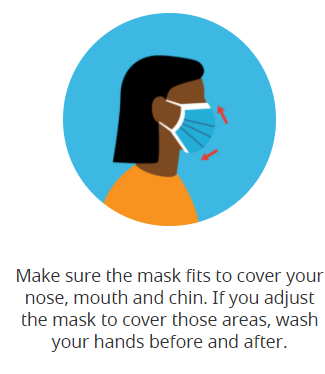 Make sure the mask fits to cover your
nose, mouth and chin. If you adjust
the mask to cover those areas, wash
your hands before and after.